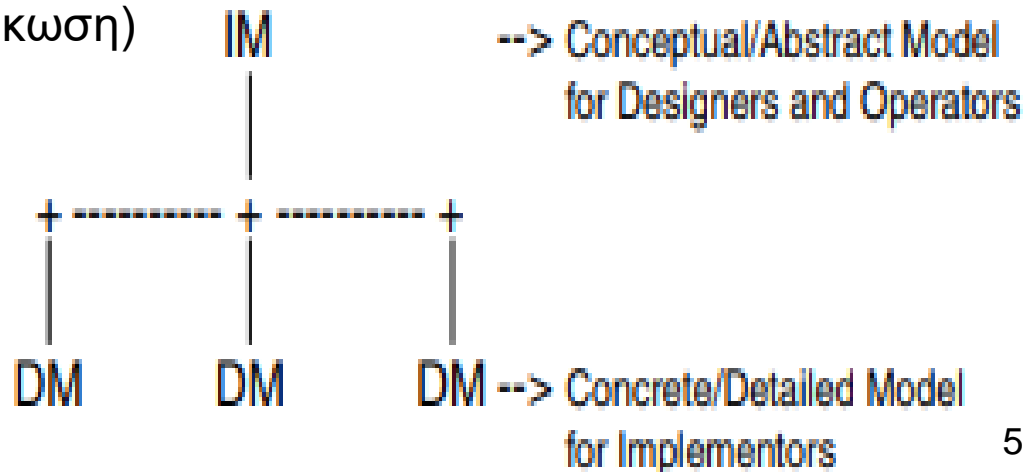 κωση)
IM --> Conceptual/Abstract Model
for Designers and Operators
+ ---------- + ---------- +
DM DM DM --> Concrete/Detailed Model
for Implementors
5